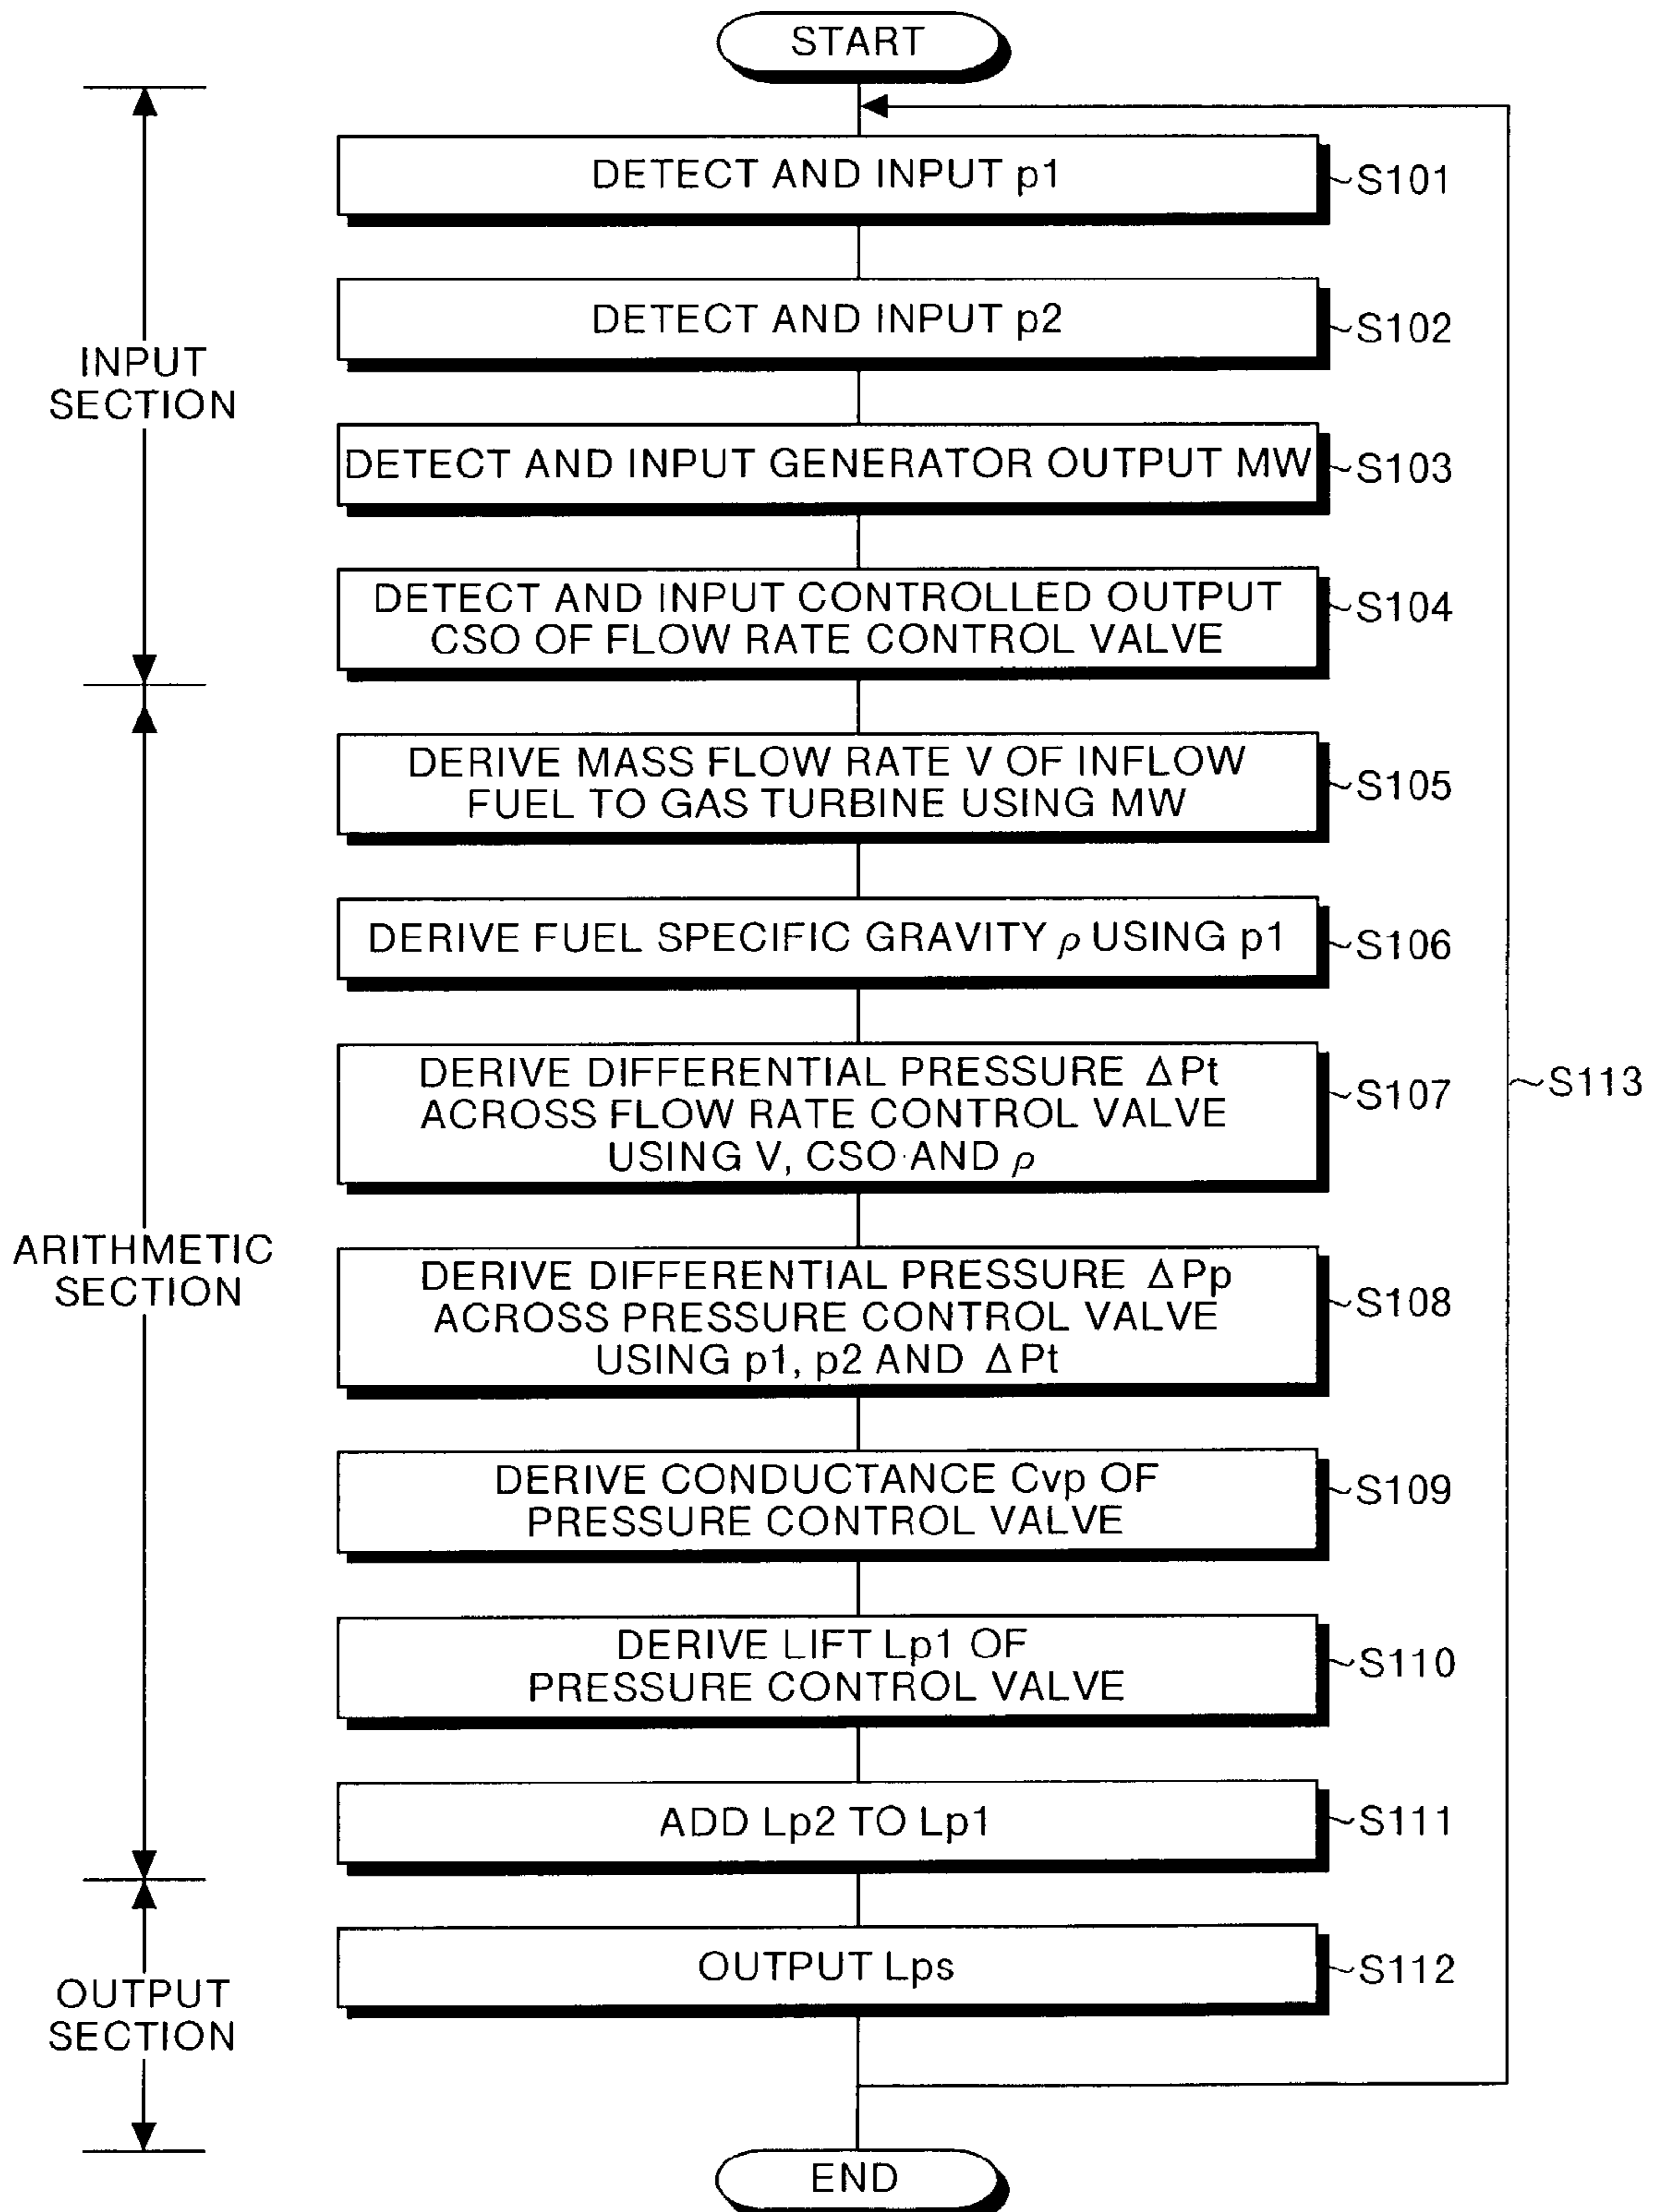 START
DETECT AND INPUT p1
S101
DETECT AND INPUT p2
S102
INPUT
SECTION
DETECT AND INPUT GENERATOR OUTPUT MW
S103
DETECT AND INPUT CONTROLLED OUTPUT
CSO OF FLOW RATE CONTROL VALVE
S104
DERIVE MASS FLOW RATE V OF INFLOW
FUEL TO GAS TURBINE USING MW
S105
DERIVE FUEL SPECIFIC GRAVITY ρ USING p1
S106
DERIVE DIFFERENTIAL PRESSURE ΔPt
ACROSS FLOW RATE CONTROL VALVE
USING V, CSO AND ρ
S107
S113
ARITHMETIC
SECTION
DERIVE DIFFERENTIAL PRESSURE ΔPp
ACROSS PRESSURE CONTROL VALVE
USING p1, p2 AND ΔPt
S108
DERIVE CONDUCTANCE Cvp OF
PRESSURE CONTROL VALVE
S109
DERIVE LIFT Lp1 OF
PRESSURE CONTROL VALVE
S110
ADD Lp2 TO Lp1
S111
OUTPUT Lps
S112
OUTPUT
SECTION
END